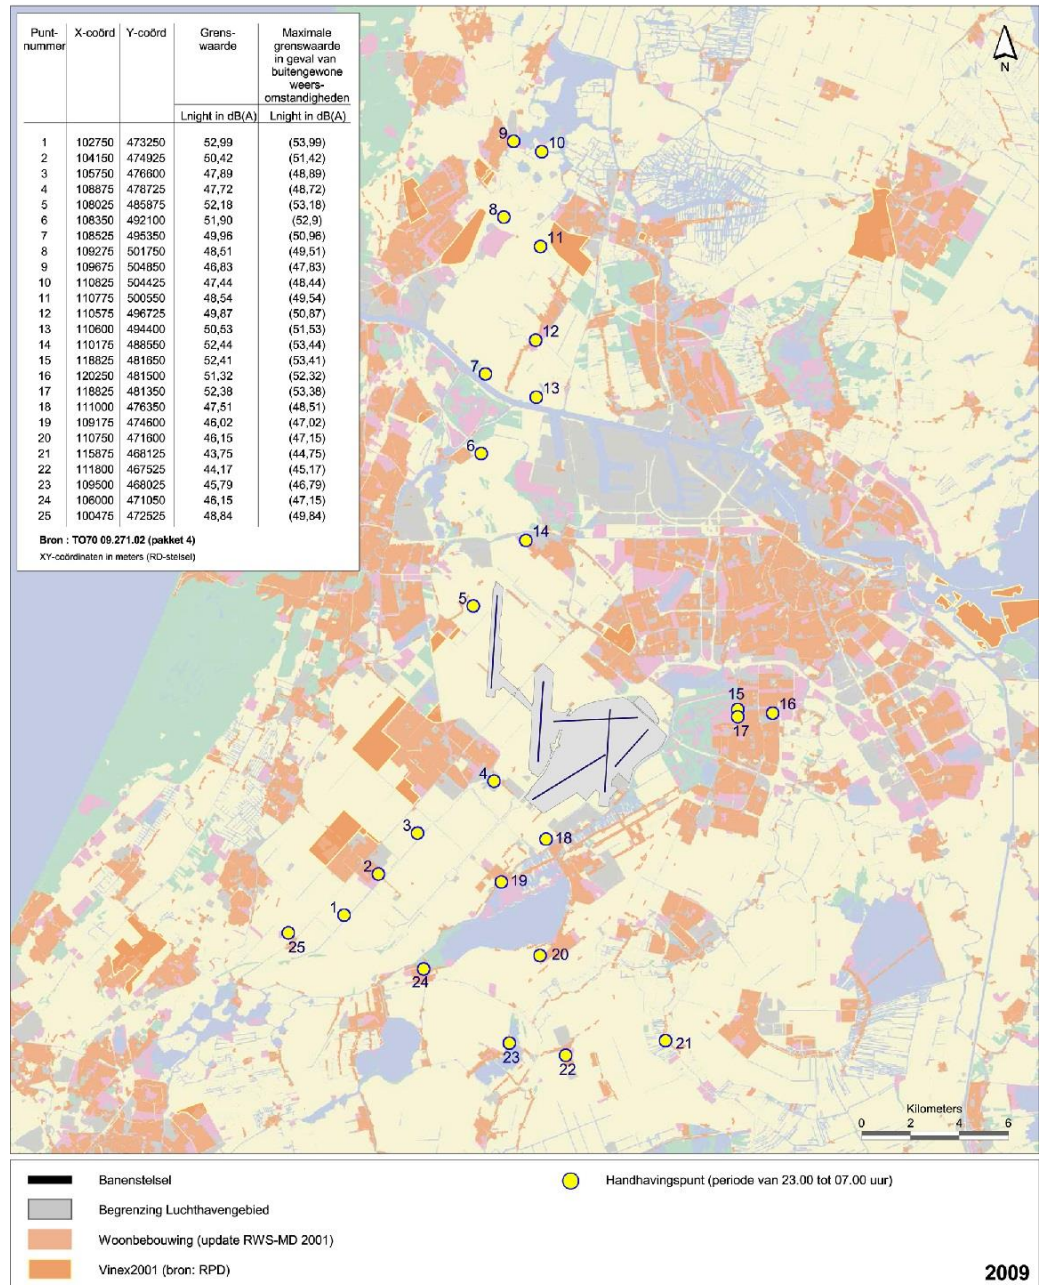 Punt-nummer X-coörd Y-coörd Grens-waarde Maximale grenswaarde in geval van buitengewone weers-omstandigheden
Lnight in dB(A) Lnight in dB(A)
1 102750 473250 52,99 (53,99)
2 104150 474925 50,42 (51,42)
3 105750 476600 47,89 (48,89)
4 108875 478725 47,72 (48,72)
5 108025 485875 52,18 (53,18)
6 108350 492100 51,90 (52,9)
7 108525 495350 49,96 (50,96)
8 109275 501750 48,51 (49,51)
9 109675 504850 46,83 (47,83)
10 110825 504425 47,44 (48,44)
11 110775 500550 48,54 (49,54)
12 110575 496725 49,87 (50,87)
13 110600 494400 50,53 (51,53)
14 110175 488550 52,44 (53,44)
15 118825 481650 52,41 (53,41)
16 120250 481500 51,32 (52,32)
17 118825 481350 52,38 (53,38)
18 111000 476350 47,51 (48,51)
19 109175 474600 46,02 (47,02)
20 110750 471600 46,15 (47,15)
21 115875 468125 43,75 (44,75)
22 111800 467525 44,17 (45,17)
23 109500 468025 45,79 (46,79)
24 106000 471050 46,15 (47,15)
25 100475 472525 48,84 (49,84)
Bron : TO70 09.271.02 (pakket 4)
XY-coördinaten in meters (RD-stelsel)
N
9
10
8
11
12
7
13
6
14
5
15
16
17
4
3
18
2
19
1
25
20
24
21
23
22
Kilometers
0 2 4 6
Banenstelsel
Handhavingspunt (periode van 23.00 tot 07.00 uur)
Begrenzing Luchthavengebied
Woonbebouwing (update RWS-MD 2001)
Vinex2001 (bron: RPD)
2009